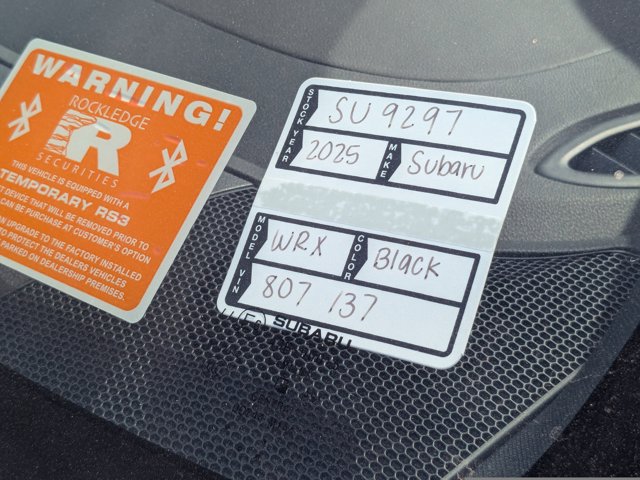 WARNING!
ROCKLEDGE
R
SECURITIES
THIS VEHICLE IS EQUIPPED WITH A
TEMPORARY RS3
T DEVICE THAT WILL BE REMOVED PRIOR TO
CAN BE PURCHASE AT CUSTOMER'S OPTION
AN UPGRADE TO THE FACTORY INSTALLED
TO PROTECT THE DEALERS VEHICLES
PARKED ON DEALERSHIP PREMISES.
STOCK SU 9297
YEAR 2025 MAKE Subaru
MODEL WRX COLOR Black
VIN 807 137
SUBARU